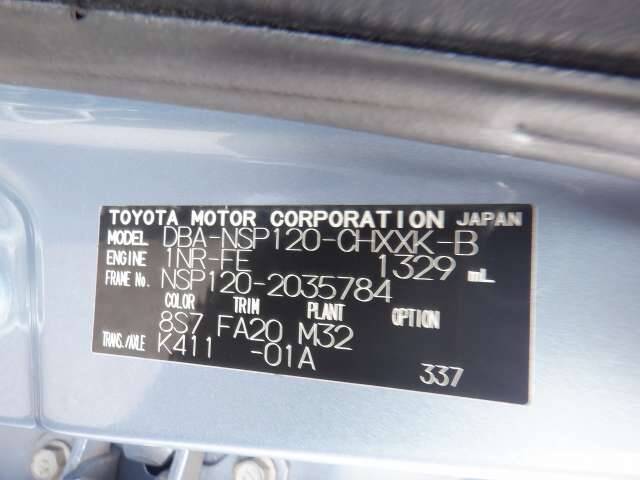 TOYOTA MOTOR CORPORATION JAPAN
MODEL DBA-NSP120-CHXXK-B
ENGINE 1NR-FE 1329 mL
FRAME No. NSP120-2035784
COLOR TRIM PLANT OPTION
8S7 FA20 M32
TRANS./AXLE K411 -01A
337